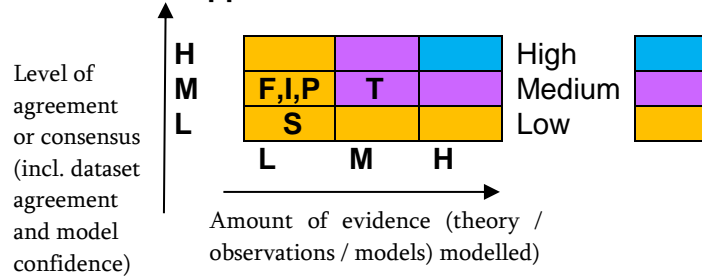 H
High
Level of
agreement
or consensus
(incl. dataset
agreement
and model
confidence)
M
F,I,P
T
Medium
L
S
Low
L
M
H
Amount of evidence (theory /
observations / models) modelled)